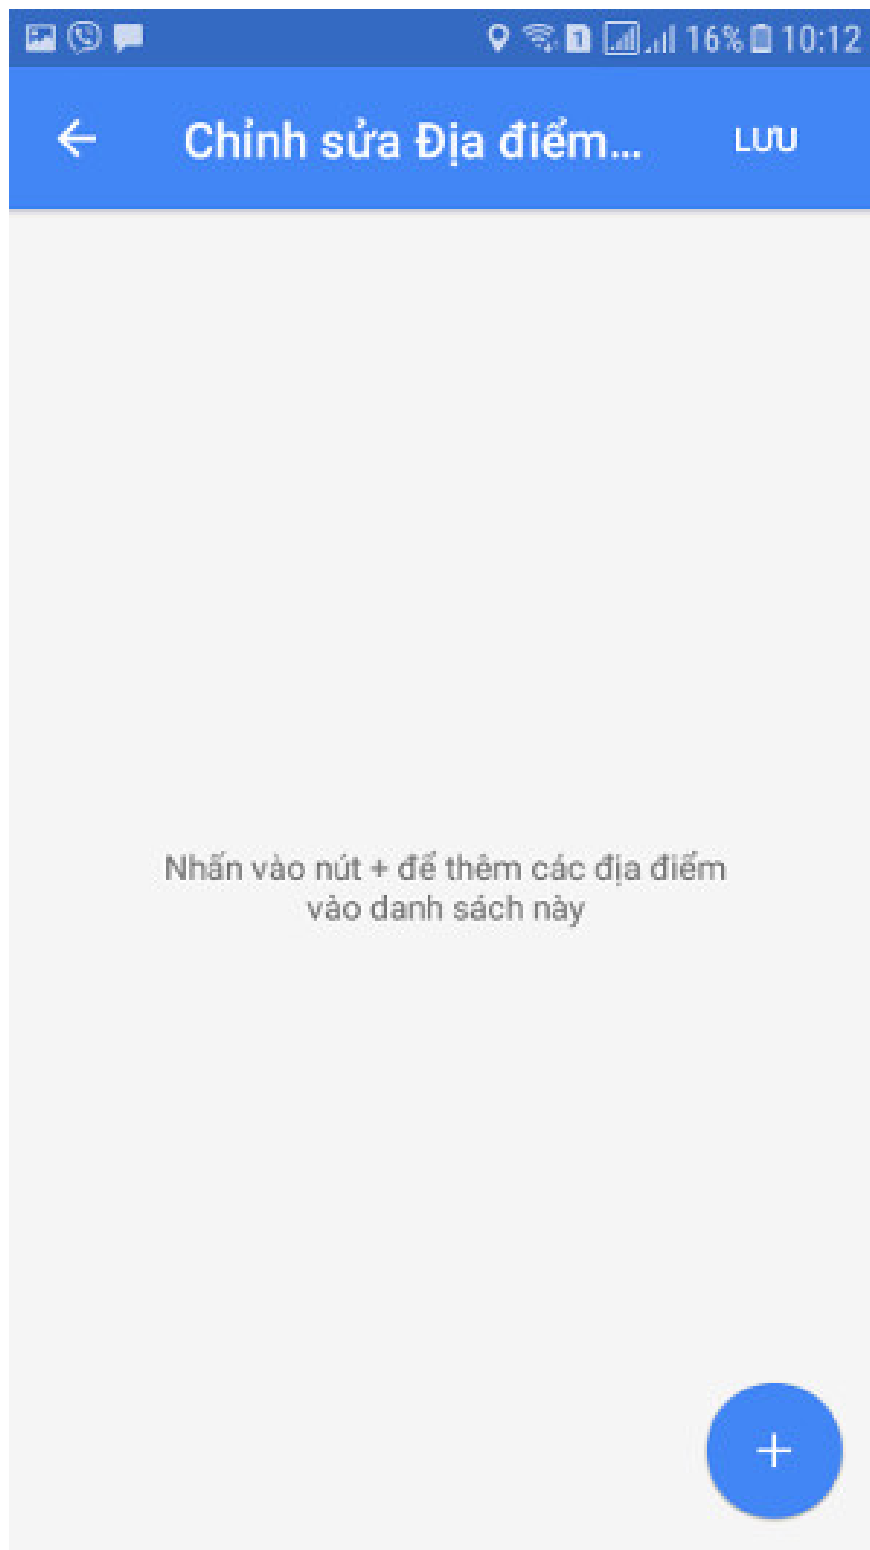 1 16% 10:12
Chỉnh sửa Địa điểm... LƯU
Nhấn vào nút + để thêm các địa điểm
vào danh sách này
+